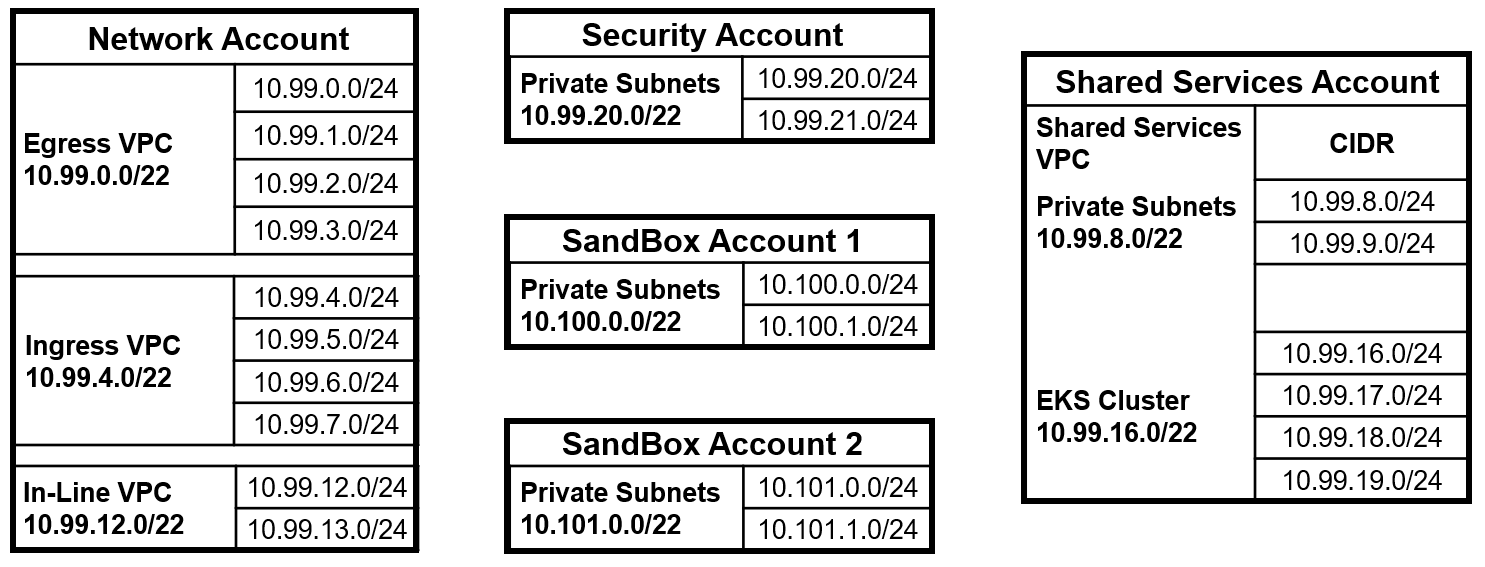 Network Account
Egress VPC
10.99.0.0/22
10.99.0.0/24
10.99.1.0/24
10.99.2.0/24
10.99.3.0/24
Ingress VPC
10.99.4.0/22
10.99.4.0/24
10.99.5.0/24
10.99.6.0/24
10.99.7.0/24
In-Line VPC
10.99.12.0/22
10.99.12.0/24
10.99.13.0/24
Security Account
Private Subnets
10.99.20.0/22
10.99.20.0/24
10.99.21.0/24
SandBox Account 1
Private Subnets
10.100.0.0/22
10.100.0.0/24
10.100.1.0/24
SandBox Account 2
Private Subnets
10.101.0.0/22
10.101.0.0/24
10.101.1.0/24
Shared Services Account
Shared Services
VPC
CIDR
Private Subnets
10.99.8.0/22
10.99.8.0/24
10.99.9.0/24
EKS Cluster
10.99.16.0/22
10.99.16.0/24
10.99.17.0/24
10.99.18.0/24
10.99.19.0/24